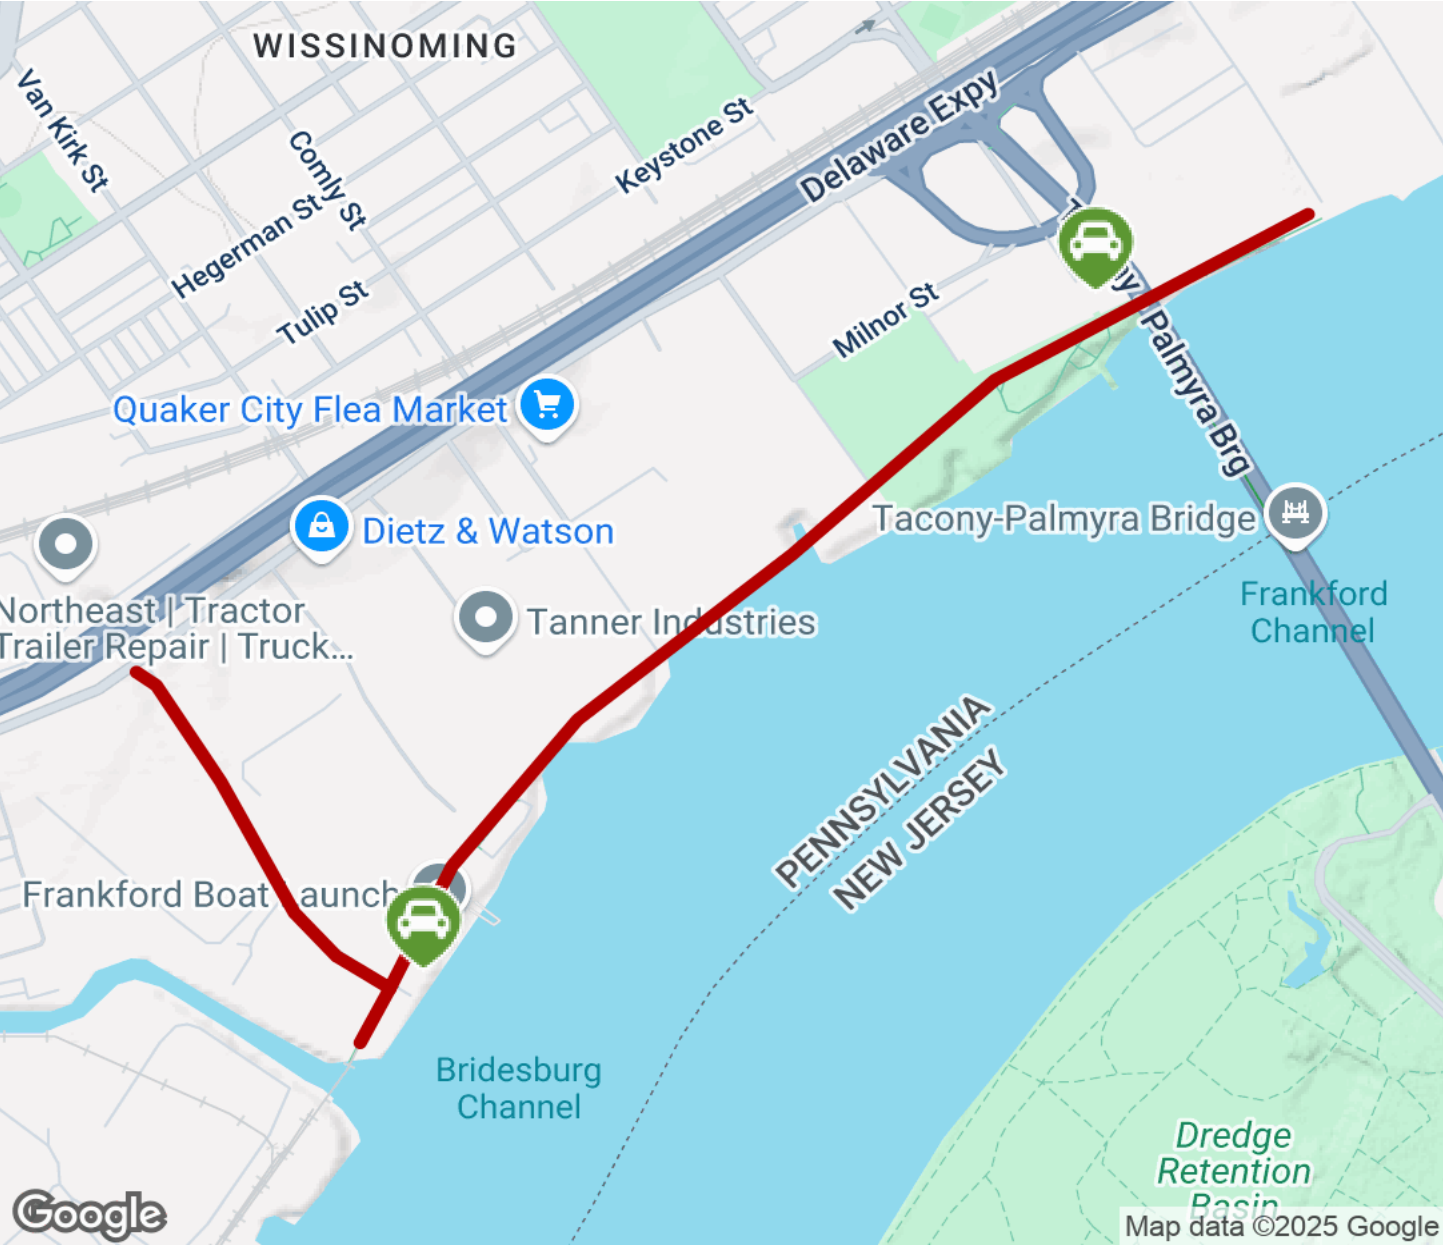 WISSINOMING
Van Kirk St
Comly St
Keystone St
Delaware Expy
Hegerman St
Tulip St
Milnor St
Palmyra Brg
Quaker City Flea Market
Dietz & Watson
Tacony-Palmyra Bridge
Frankford
Channel
Northeast | Tractor
Trailer Repair | Truck...
Tanner Industries
PENNSYLVANIA
NEW JERSEY
Frankford Boat Launch
Bridesburg
Channel
Dredge
Retention
Basin
Google
Map data ©2025 Google